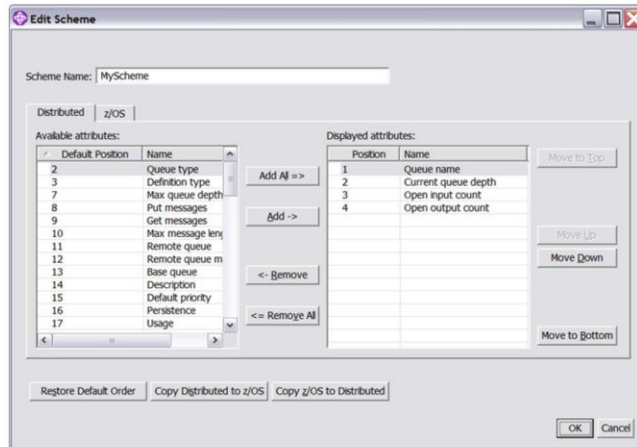 Edit Scheme
Scheme Name: MyScheme
Distributed z/OS
Available attributes:
Default Position Name
2 Queue type
3 Definition type
7 Max queue depth
8 Put messages
9 Get messages
10 Max message leng
11 Remote queue
12 Remote queue m
13 Base queue
14 Description
15 Default priority
16 Persistence
17 Usage
Add All =>
Add ->
<- Remove
<= Remove All
Displayed attributes:
Position Name
1 Queue name
2 Current queue depth
3 Open input count
4 Open output count
Move to Top
Move Up
Move Down
Move to Bottom
Restore Default Order Copy Distributed to z/OS Copy z/OS to Distributed
OK Cancel